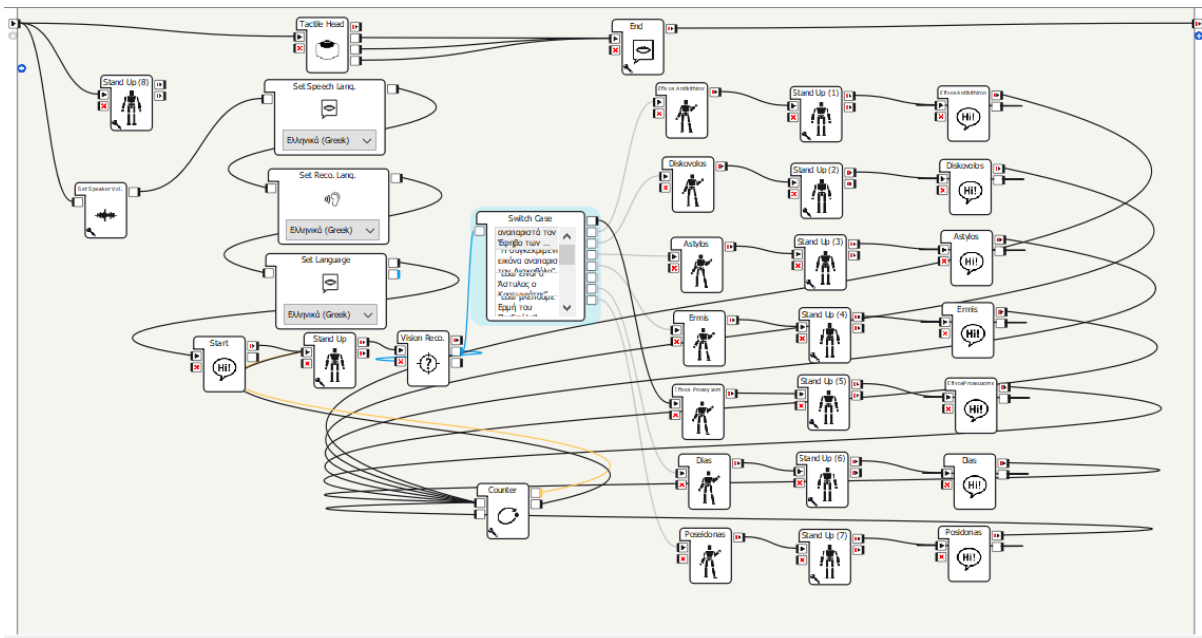 Tactile Head
End
Stand Up (8)
Set Speech Lang.
Ελληνικά (Greek)
Set Speaker Vol.
Set Reco. Lang.
Ελληνικά (Greek)
Set Language
Ελληνικά (Greek)
Start
Hi!
Stand Up
Vision Reco.
?
Switch Case
αναπαριστά τον
Έφηβο των ...
εικόνα αναπαρισ
Άστυλος ο
Ερμή του
Counter
Stand Up (1)
Hi!
Diskovolos
Stand Up (2)
Diskovolos
Hi!
Astylos
Stand Up (3)
Astylos
Hi!
Ermis
Stand Up (4)
Ermis
Hi!
Stand Up (5)
Hi!
Dias
Stand Up (6)
Dias
Hi!
Poseidonas
Stand Up (7)
Posidonas
Hi!